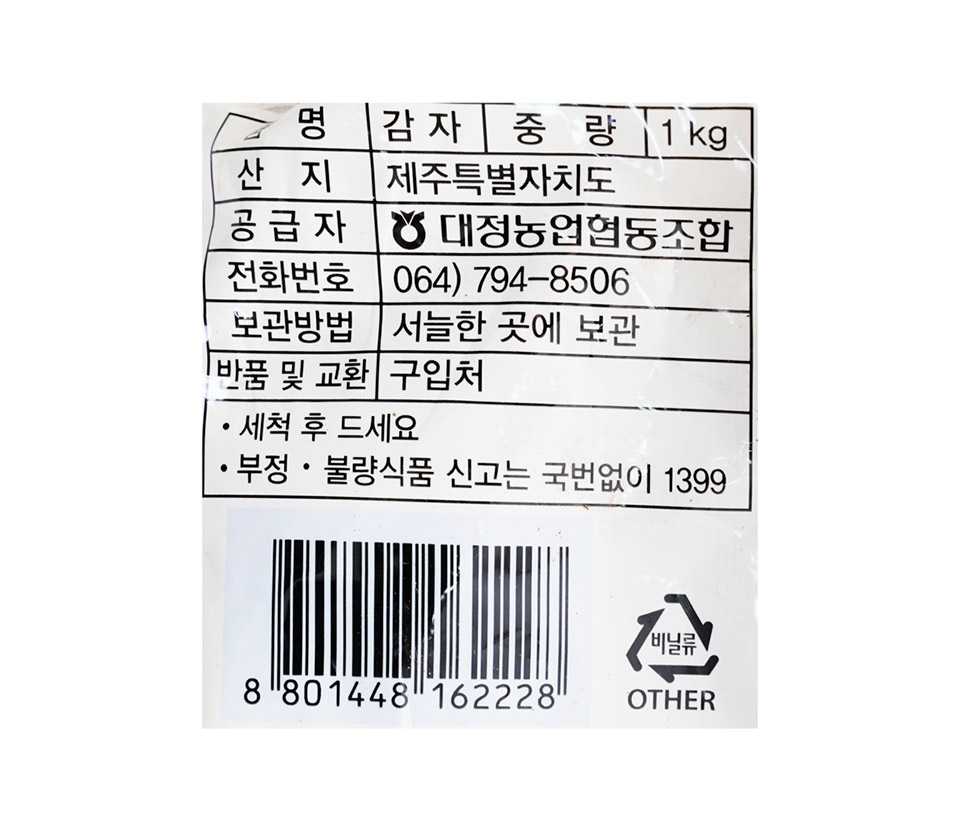 명 감자 중 량 1 kg
산 지 제주특별자치도
공급자 대정농업협동조합
전화번호 064) 794-8506
보관방법 서늘한 곳에 보관
반품 및 교환 구입처
• 세척 후 드세요
• 부정 • 불량식품 신고는 국번없이 1399
비닐류
OTHER
8 801448 162228